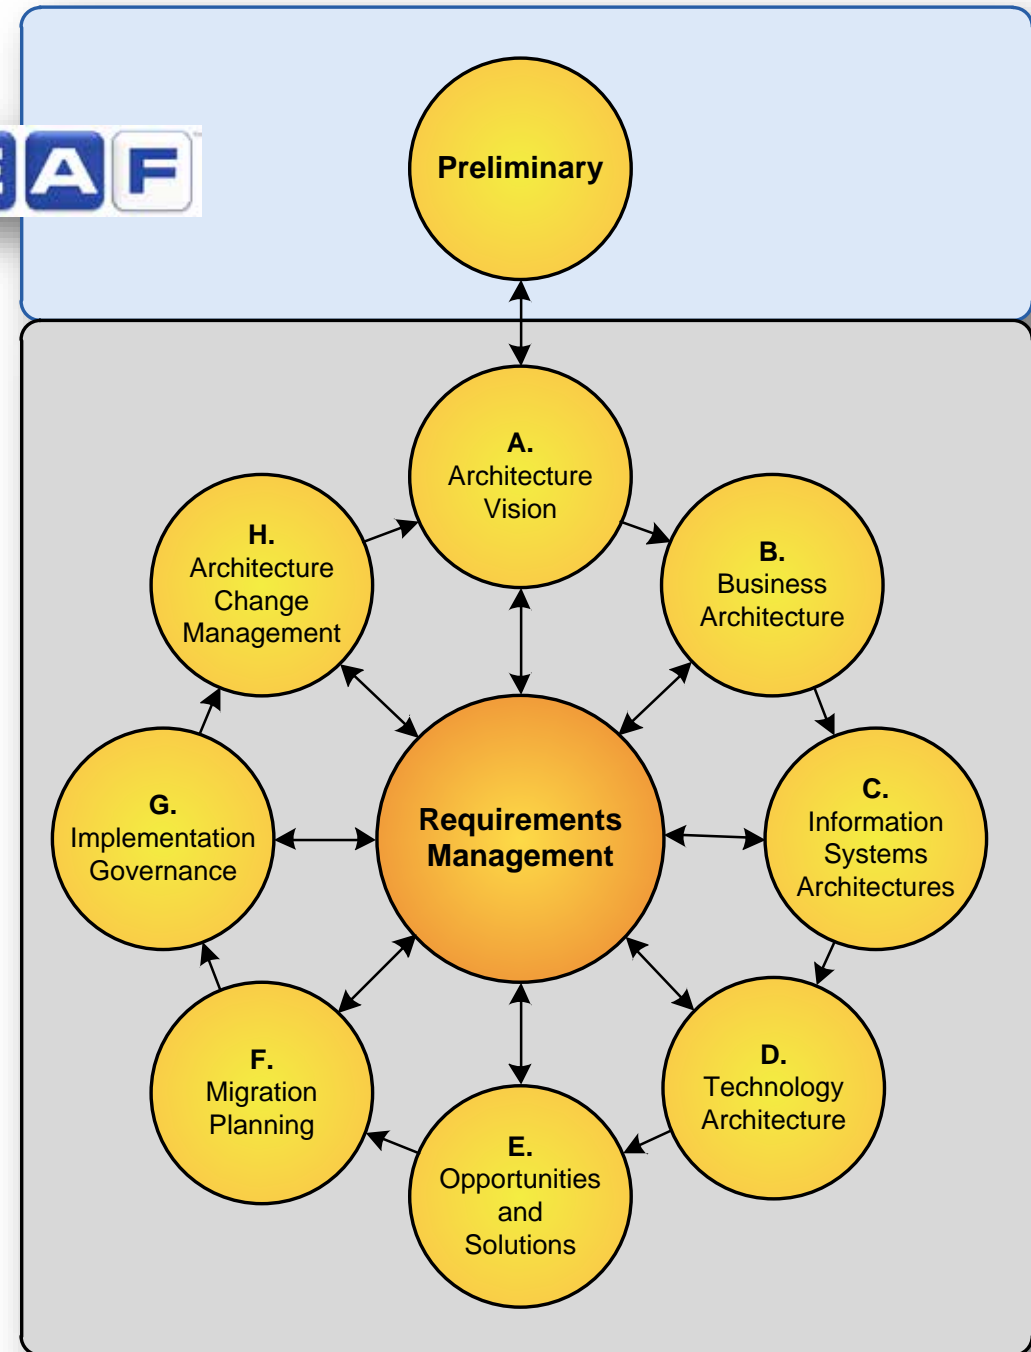 Preliminary
E A F
A.
Architecture
Vision
B.
Business
Architecture
C.
Information
Systems
Architectures
D.
Technology
Architecture
E.
Opportunities
and
Solutions
F.
Migration
Planning
G.
Implementation
Governance
H.
Architecture
Change
Management
Requirements
Management